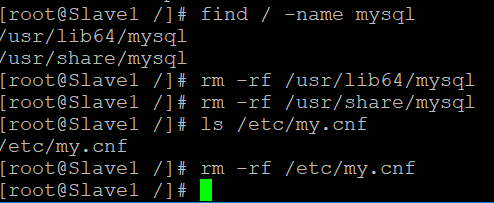 [root@Slave1 /]# find / -name mysql
/usr/lib64/mysql
/usr/share/mysql
[root@Slave1 /]# rm -rf /usr/lib64/mysql
[root@Slave1 /]# rm -rf /usr/share/mysql
[root@Slave1 /]# ls /etc/my.cnf
/etc/my.cnf
[root@Slave1 /]# rm -rf /etc/my.cnf
[root@Slave1 /]#